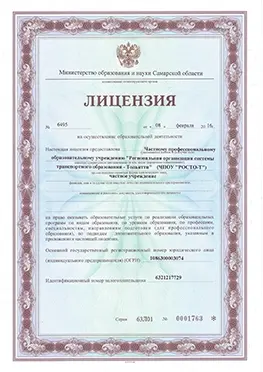 Министерство образования и науки Самарской области
ЛИЦЕНЗИЯ
№ 6495 от « 08 » февраля 20 16
на осуществление образовательной деятельности
Настоящая лицензия предоставлена Частному профессиональному
образовательному учреждению "Региональная организация системы
транспортного образования - Тольятти" (ЧПОУ "РОСТО-Т")
частное учреждение
на право оказывать образовательные услуги по реализации образовательных
программ по видам образования, по уровням образования, по профессиям,
специальностям, направлениям подготовки (для профессионального
образования), по подвидам дополнительного образования, указанным в
приложении к настоящей лицензии.
Основной государственный регистрационный номер юридического лица
(индивидуального предпринимателя) (ОГРН) 1086300003074
Идентификационный номер налогоплательщика 6321217729
Серия 63Л01 № 0001763 *